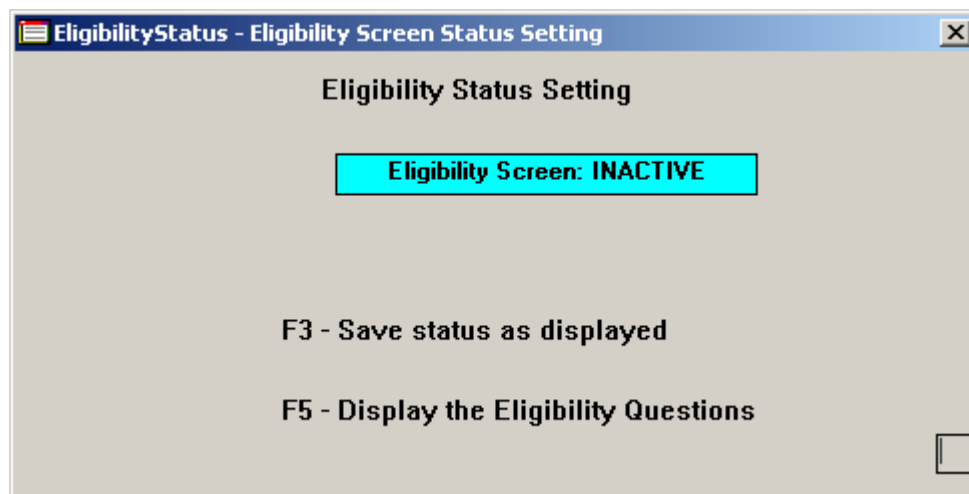 EligibilityStatus - Eligibility Screen Status Setting
Eligibility Status Setting
Eligibility Screen: INACTIVE
F3 - Save status as displayed
F5 - Display the Eligibility Questions